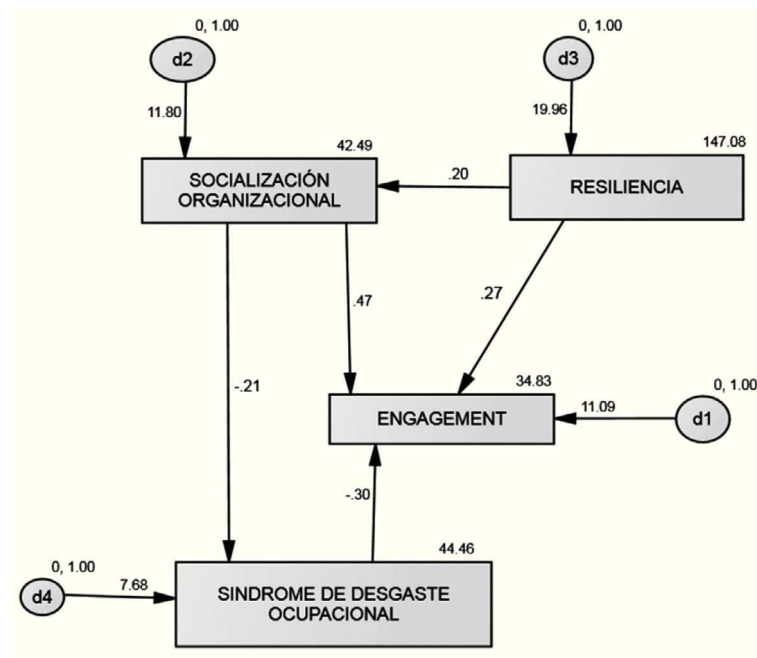 0, 1.00
d2
11.80
0, 1.00
d3
19.96
42.49
SOCIALIZACIÓN
ORGANIZACIONAL
.20
147.08
RESILIENCIA
.47
.27
-.21
34.83
ENGAGEMENT
11.09
0, 1.00
d1
-.30
44.46
SINDROME DE DESGASTE
OCUPACIONAL
0, 1.00
d4
7.68